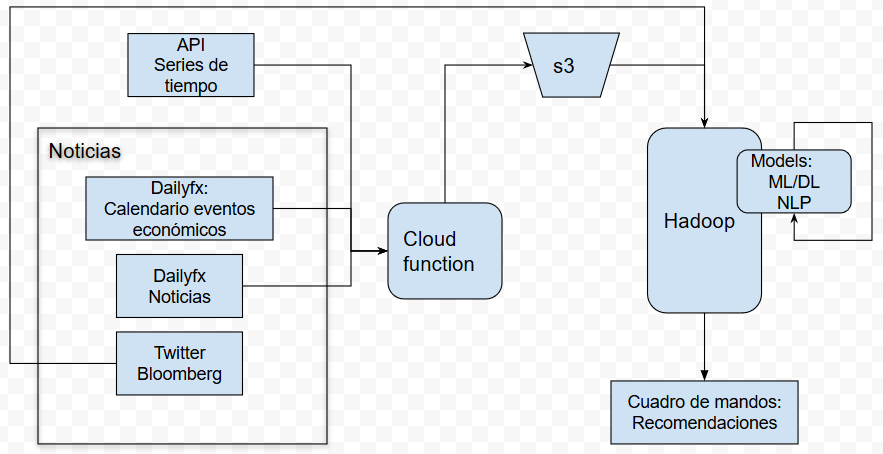 API
Series de
tiempo
Noticias
Dailyfx:
Calendario eventos
económicos
Dailyfx
Noticias
Twitter
Bloomberg
Cloud
function
s3
Hadoop
Models:
ML/DL
NLP
Cuadro de mandos:
Recomendaciones